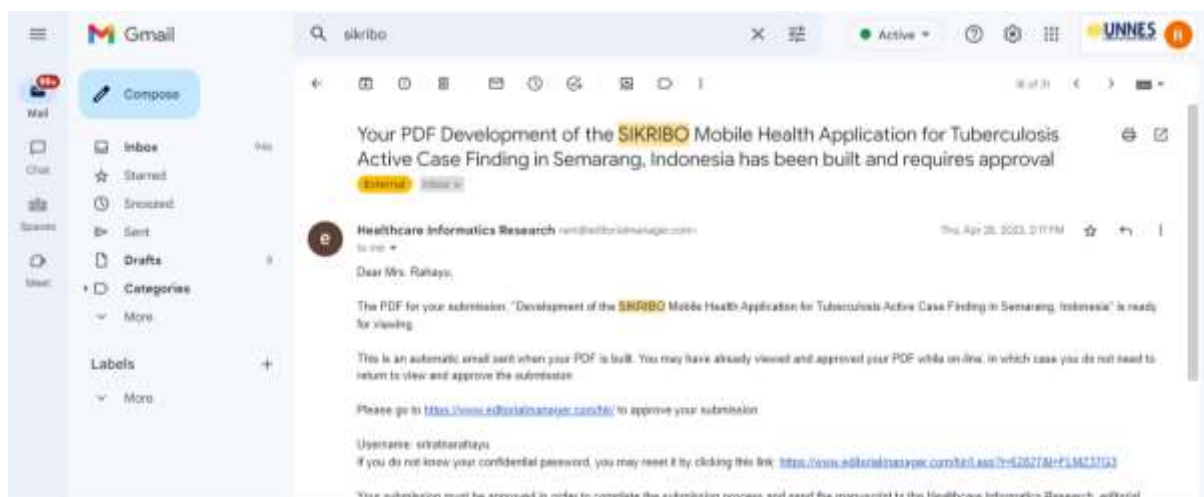 Gmail
sikribo
Active
UNNES
99+
Mail
Compose
Your PDF Development of the SIKRIBO Mobile Health Application for Tuberculosis
Active Case Finding in Semarang, Indonesia has been built and requires approval
External
Inbox
Chat
Starred
Snoozed
Spaces
Sent
Healthcare Informatics Research
to me
Meet
Drafts
Dear Mrs. Rahayu,
Categories
More
The PDF for your submission, "Development of the SIKRIBO Mobile Health Application for Tuberculosis Active Case Finding in Semarang, Indonesia" is ready
for viewing.
This is an automatic email sent when your PDF is built. You may have already viewed and approved your PDF while on-line, in which case you do not need to
return to view and approve the submission
Labels
More
Please go to https://www.editorialmanager.com/hir/ to approve your submission
Username:
If you do not know your confidential password, you may reset it by clicking this link:
Your submission must be approved in order to complete the submission process and send the manuscript to the Healthcare Informatics Research, editorial